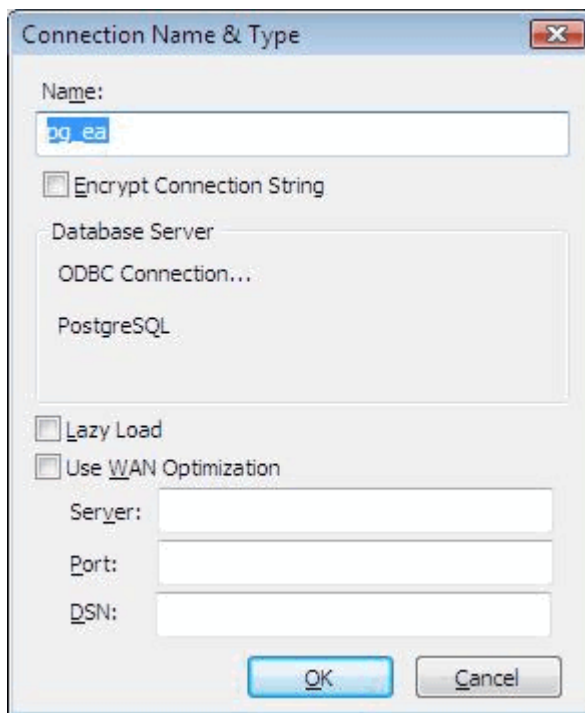 Connection Name & Type
Name:
pg_ea
Encrypt Connection String
Database Server
ODBC Connection...
PostgreSQL
Lazy Load
Use WAN Optimization
Server:
Port:
DSN:
OK Cancel